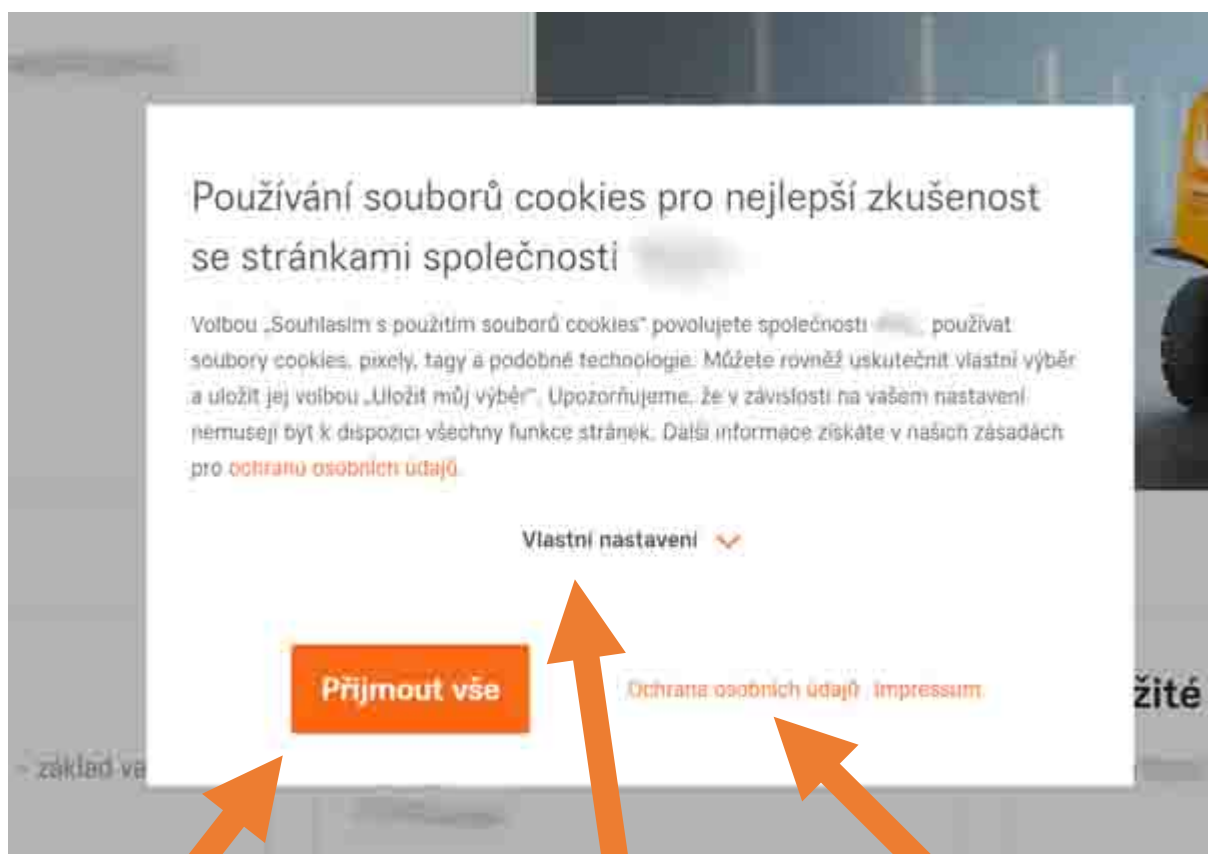 Používání souborů cookies pro nejlepší zkušenost
se stránkami společnosti
Volbou „Souhlasím s použitím souborů cookies“ povolujete společnosti používat
soubory cookies, pixely, tagy a podobné technologie. Můžete rovněž uskutečnit vlastní výběr
a uložit jej volbou „Uložit můj výběr“. Upozorňujeme, že v závislosti na vašem nastavení
nemusejí být k dispozici všechny funkce stránek. Další informace získáte v našich zásadách
pro ochranu osobních údajů.
Vlastní nastavení
Přijmout vše
Ochrana osobních údajů Impressum
žité
- základ va